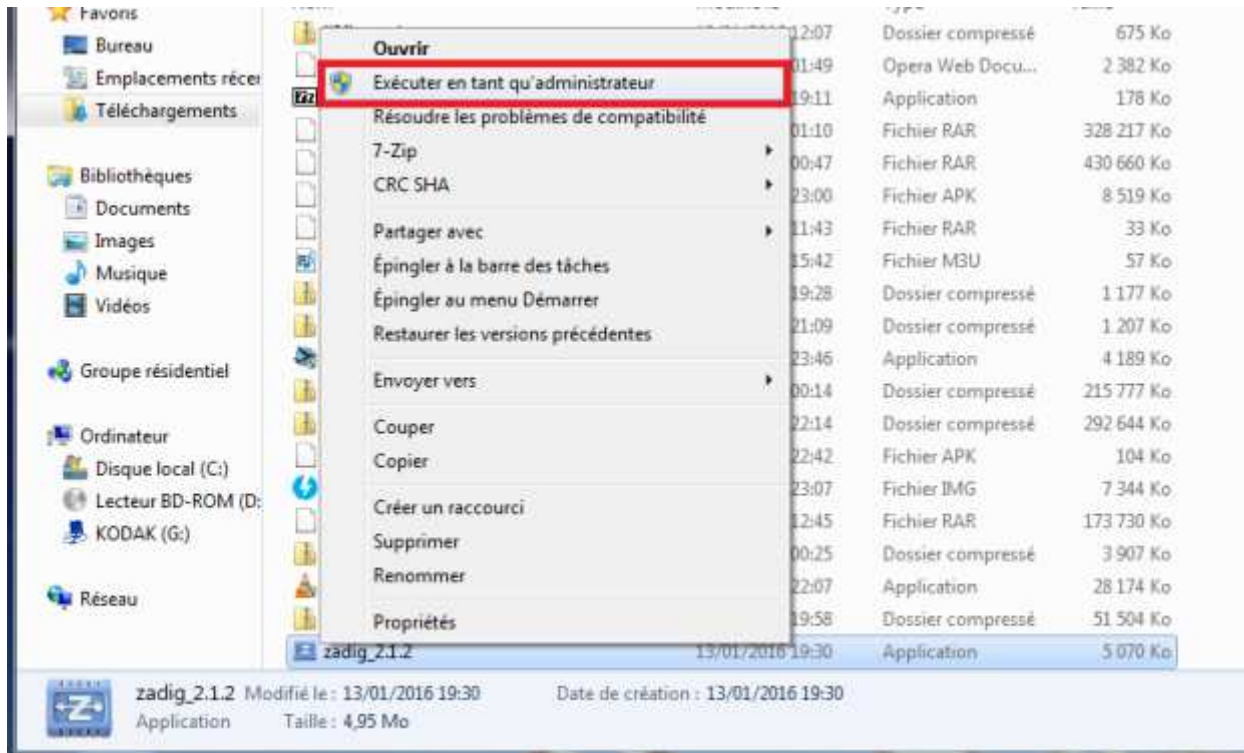 Favoris
Bureau
Emplacements récer
Téléchargements
Bibliothèques
Documents
Images
Musique
Vidéos
Groupe résidentiel
Ordinateur
Disque local (C:)
Lecteur BD-ROM (D:
KODAK (G:)
Réseau
Ouvrir
Exécuter en tant qu'administrateur
Résoudre les problèmes de compatibilité
7-Zip
CRC SHA
Partager avec
Épingler à la barre des tâches
Épingler au menu Démarrer
Restaurer les versions précédentes
Envoyer vers
Couper
Copier
Créer un raccourci
Supprimer
Renommer
Propriétés
12:07 Dossier compressé 675 Ko
01:49 Opera Web Docu... 2 382 Ko
19:11 Application 178 Ko
01:10 Fichier RAR 328 217 Ko
00:47 Fichier RAR 430 660 Ko
23:00 Fichier APK 8 519 Ko
11:43 Fichier RAR 33 Ko
15:42 Fichier M3U 57 Ko
19:28 Dossier compressé 1 177 Ko
21:09 Dossier compressé 1 207 Ko
23:46 Application 4 189 Ko
00:14 Dossier compressé 215 777 Ko
22:14 Dossier compressé 292 644 Ko
22:42 Fichier APK 104 Ko
23:07 Fichier IMG 7 344 Ko
12:45 Fichier RAR 173 730 Ko
00:25 Dossier compressé 3 907 Ko
22:07 Application 28 174 Ko
19:58 Dossier compressé 51 504 Ko
zadig_2.1.2 13/01/2016 19:30 Application 5 070 Ko
zadig_2.1.2 Modifié le : 13/01/2016 19:30 Date de création : 13/01/2016 19:30
Application Taille : 4,95 Mo